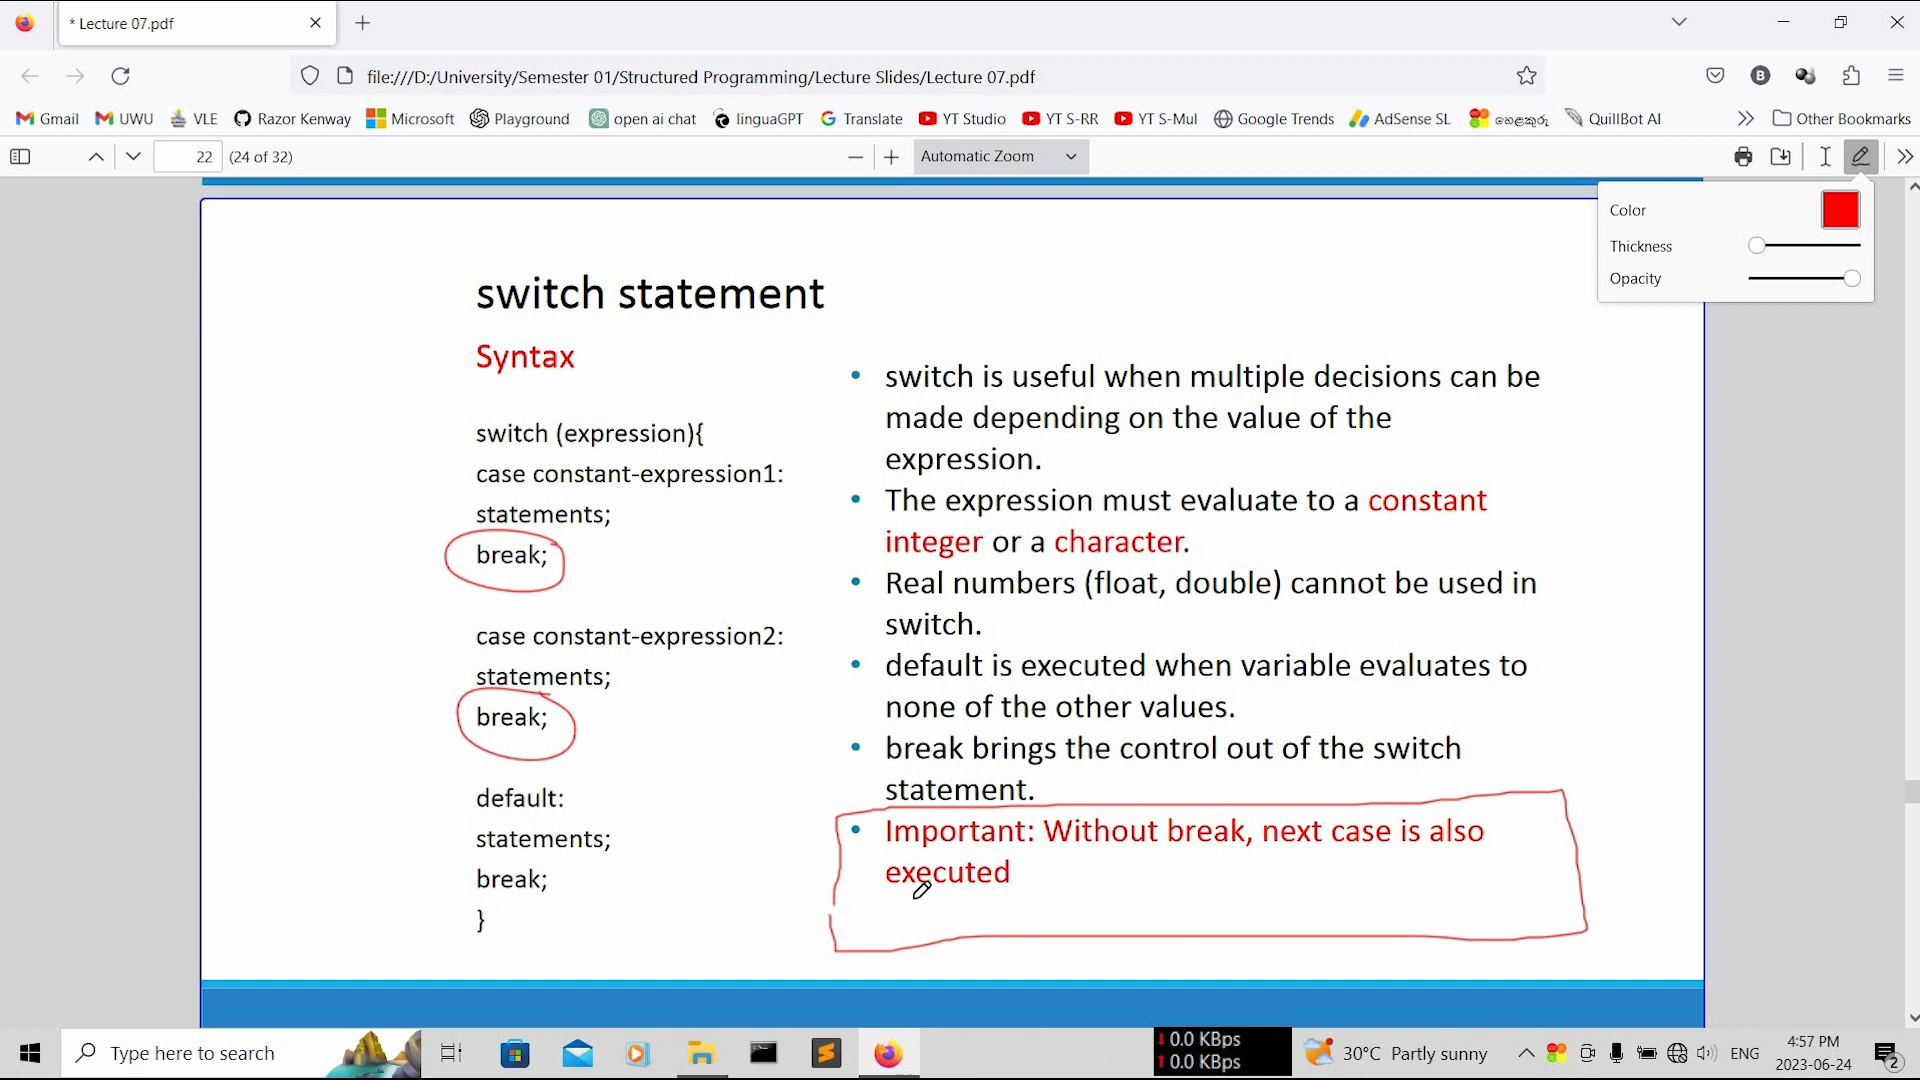 * Lecture 07.pdf
file:///D:/University/Semester 01/Structured Programming/Lecture Slides/Lecture 07.pdf
B
Gmail
UWU
VLE
Razor Kenway
Microsoft
Playground
open ai chat
linguaGPT
Translate
YT Studio
YT S-RR
YT S-Mul
Google Trends
AdSense SL
හෙළකුරු
QuillBot AI
Other Bookmarks
22
(24 of 32)
Automatic Zoom
Color
Thickness
Opacity
switch statement
Syntax
switch (expression){
case constant-expression1:
statements;
break;
case constant-expression2:
statements;
break;
default:
statements;
break;
}
• switch is useful when multiple decisions can be
made depending on the value of the
expression.
• The expression must evaluate to a constant
integer or a character.
• Real numbers (float, double) cannot be used in
switch.
• default is executed when variable evaluates to
none of the other values.
• break brings the control out of the switch
statement.
• Important: Without break, next case is also
executed
Type here to search
0.0 KBps
0.0 KBps
30°C Partly sunny
ENG
4:57 PM
2023-06-24
2